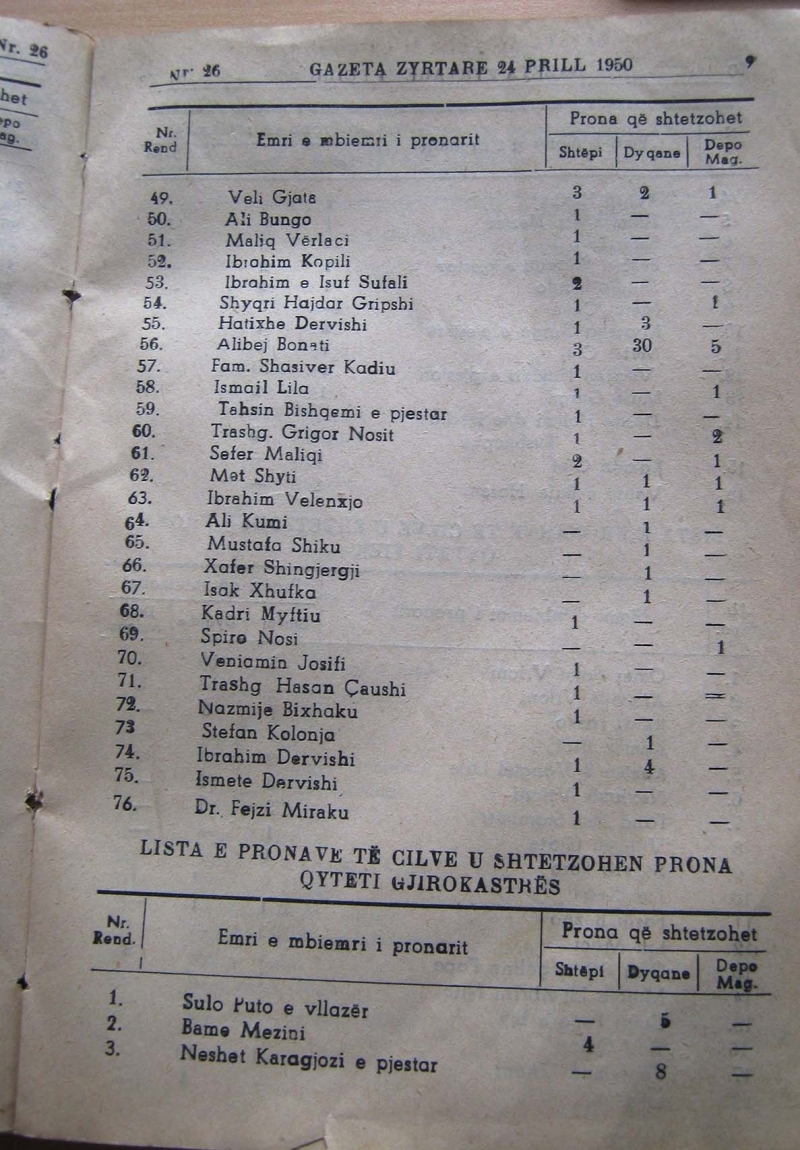 Nr. 26
het
po
ag.
Nr. 26 GAZETA ZYRTARE 24 PRILL 1950 9
Nr. Rend Emri e mbiemri i pronarit Prona që shtetzohet
Shtëpi Dyqane Depo Mag.
49. Veli Gjata 3 2 1
50. Ali Bungo 1 — —
51. Maliq Vërlaci 1 — —
52. Ibrahim Kopili 1 — —
53. Ibrahim e Isuf Sufali 2 — —
54. Shyqri Hajdar Gripshi 1 — 1
55. Hatixhe Dervishi 1 3 —
56. Alibej Bonati 3 30 5
57. Fam. Shasiver Kadiu 1 — —
58. Ismail Lila 1 — 1
59. Tahsin Bishqemi e pjestar 1 — —
60. Trashg. Grigor Nosit 1 — 2
61. Sefer Maliqi 2 — 1
62. Mat Shyti 1 1 1
63. Ibrahim Velenxjo 1 1 1
64. Ali Kumi — 1 —
65. Mustafa Shiku — 1 —
66. Xafer Shingjergji — 1 —
67. Isak Xhufka — 1 —
68. Kadri Myftiu 1 — —
69. Spiro Nosi — — 1
70. Veniamin Josifi 1 — —
71. Trashg Hasan Çaushi 1 — —
72. Nazmije Bixhaku 1 — —
73 Stefan Kolonja — 1 —
74. Ibrahim Dervishi 1 4 —
75. Ismete Dervishi 1 — —
76. Dr. Fejzi Miraku 1 — —
LISTA E PRONAVE TË CILVE U SHTETZOHEN PRONA
QYTETI GJIROKASTRËS
Nr. Rend. Emri e mbiemri i pronarit Prona që shtetzohet
Shtëpi Dyqane Depo Mag.
1. Sulo Puto e vllazër — 5 —
2. Bame Mezini 4 — —
3. Neshet Karagjozi e pjestar — 8 —